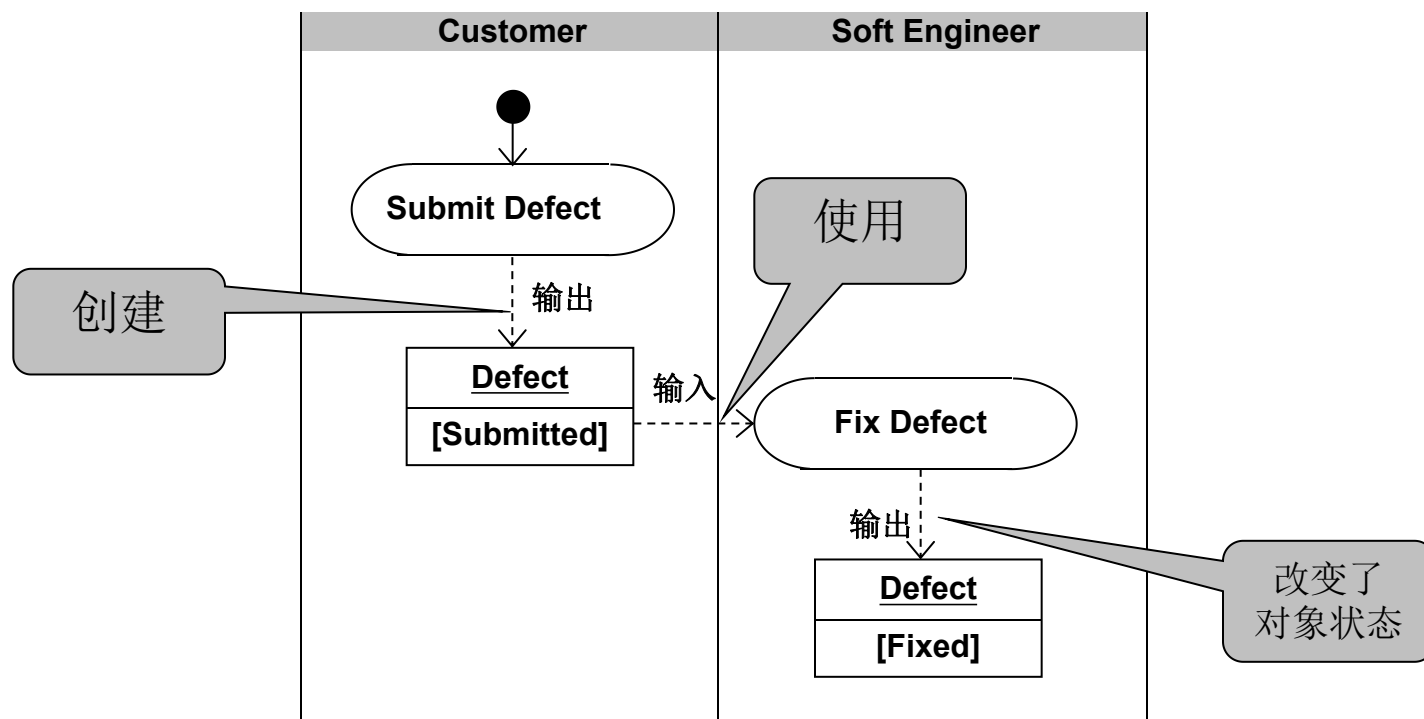 Customer
Soft Engineer
Submit Defect
使用
创建
输出
Defect
[Submitted]
输入
Fix Defect
输出
Defect
[Fixed]
改变了
对象状态